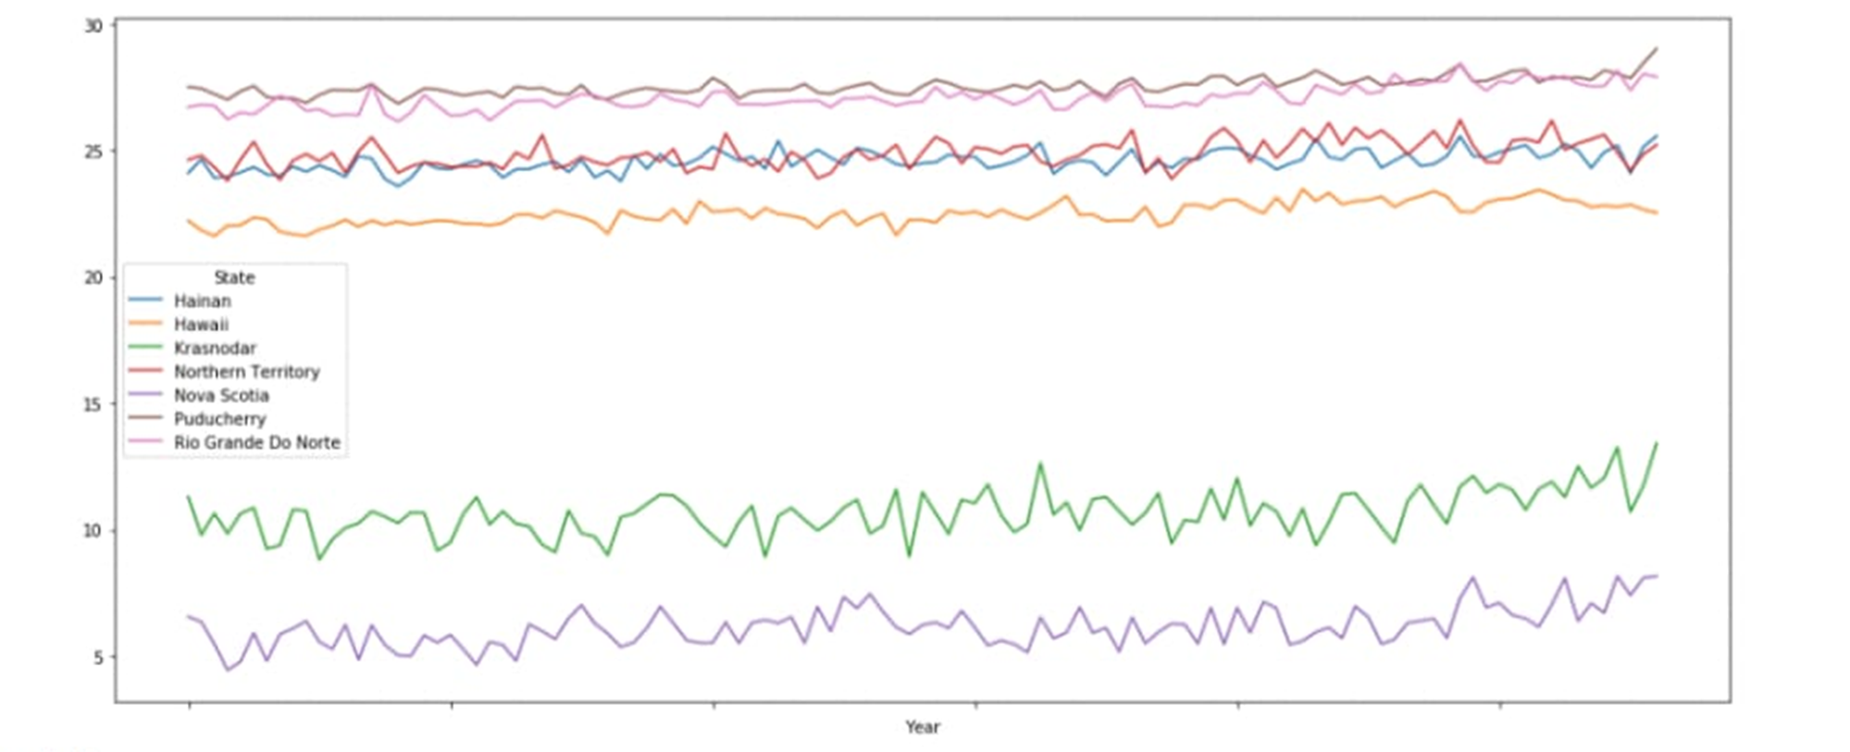 30
25
20
15
10
5
State
Hainan
Hawaii
Krasnodar
Northern Territory
Nova Scotia
Puducherry
Rio Grande Do Norte
Year